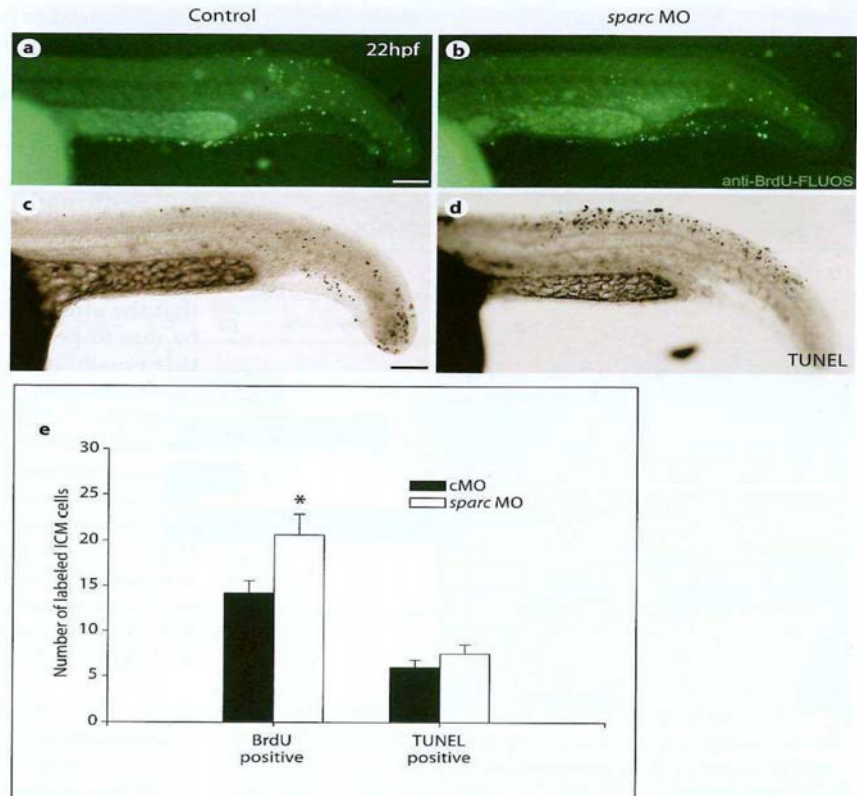 Control
sparc MO
a
22hpf
b
anti-BrdU-FLUOS
c
d
TUNEL
e
30
25
20
15
10
5
0
Number of labeled ICM cells
*
cMO
sparc MO
BrdU
positive
TUNEL
positive